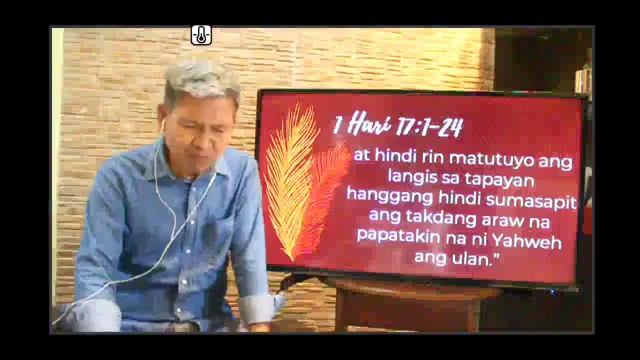 1 Hari 17:1-24
at hindi rin matutuyo ang
langis sa tapayan
hanggang hindi sumasapit
ang takdang araw na
papatakin na ni Yahweh
ang ulan.”